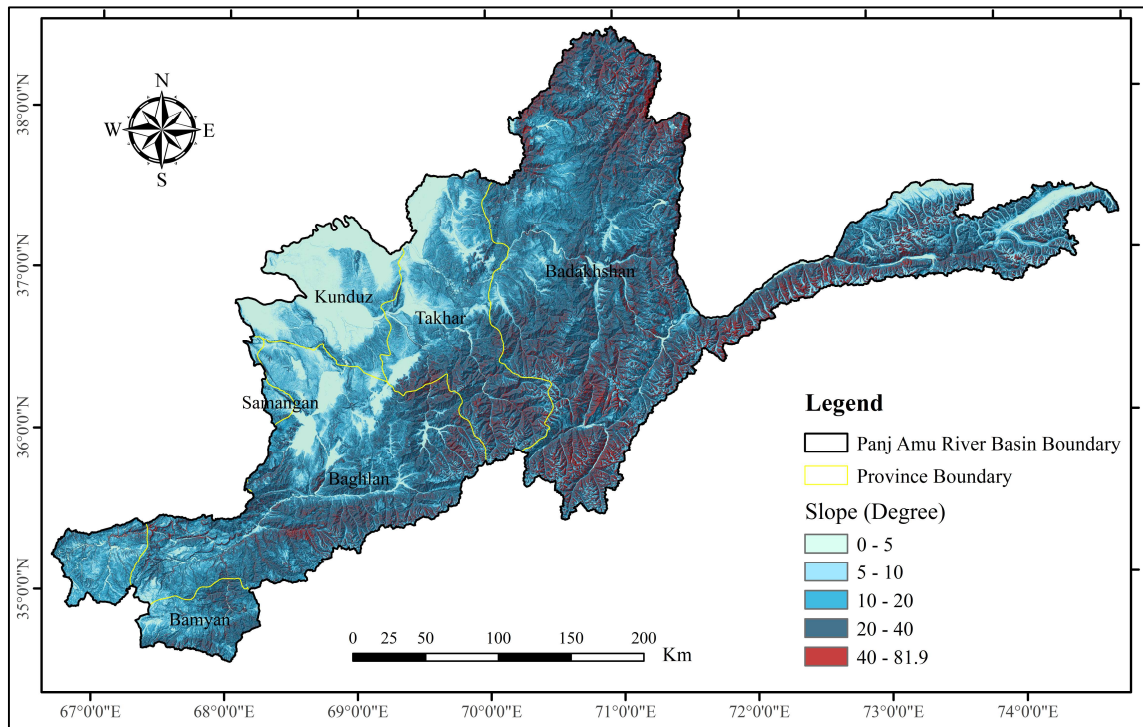 N
W E
S
38°0'0"N
37°0'0"N
36°0'0"N
35°0'0"N
Badakhshan
Kunduz
Takhar
Samangan
Baghlan
Bamyan
Legend
Panj Amu River Basin Boundary
Province Boundary
Slope (Degree)
0 - 5
5 - 10
10 - 20
20 - 40
40 - 81.9
0 25 50 100 150 200
Km
67°0'0"E 68°0'0"E 69°0'0"E 70°0'0"E 71°0'0"E 72°0'0"E 73°0'0"E 74°0'0"E